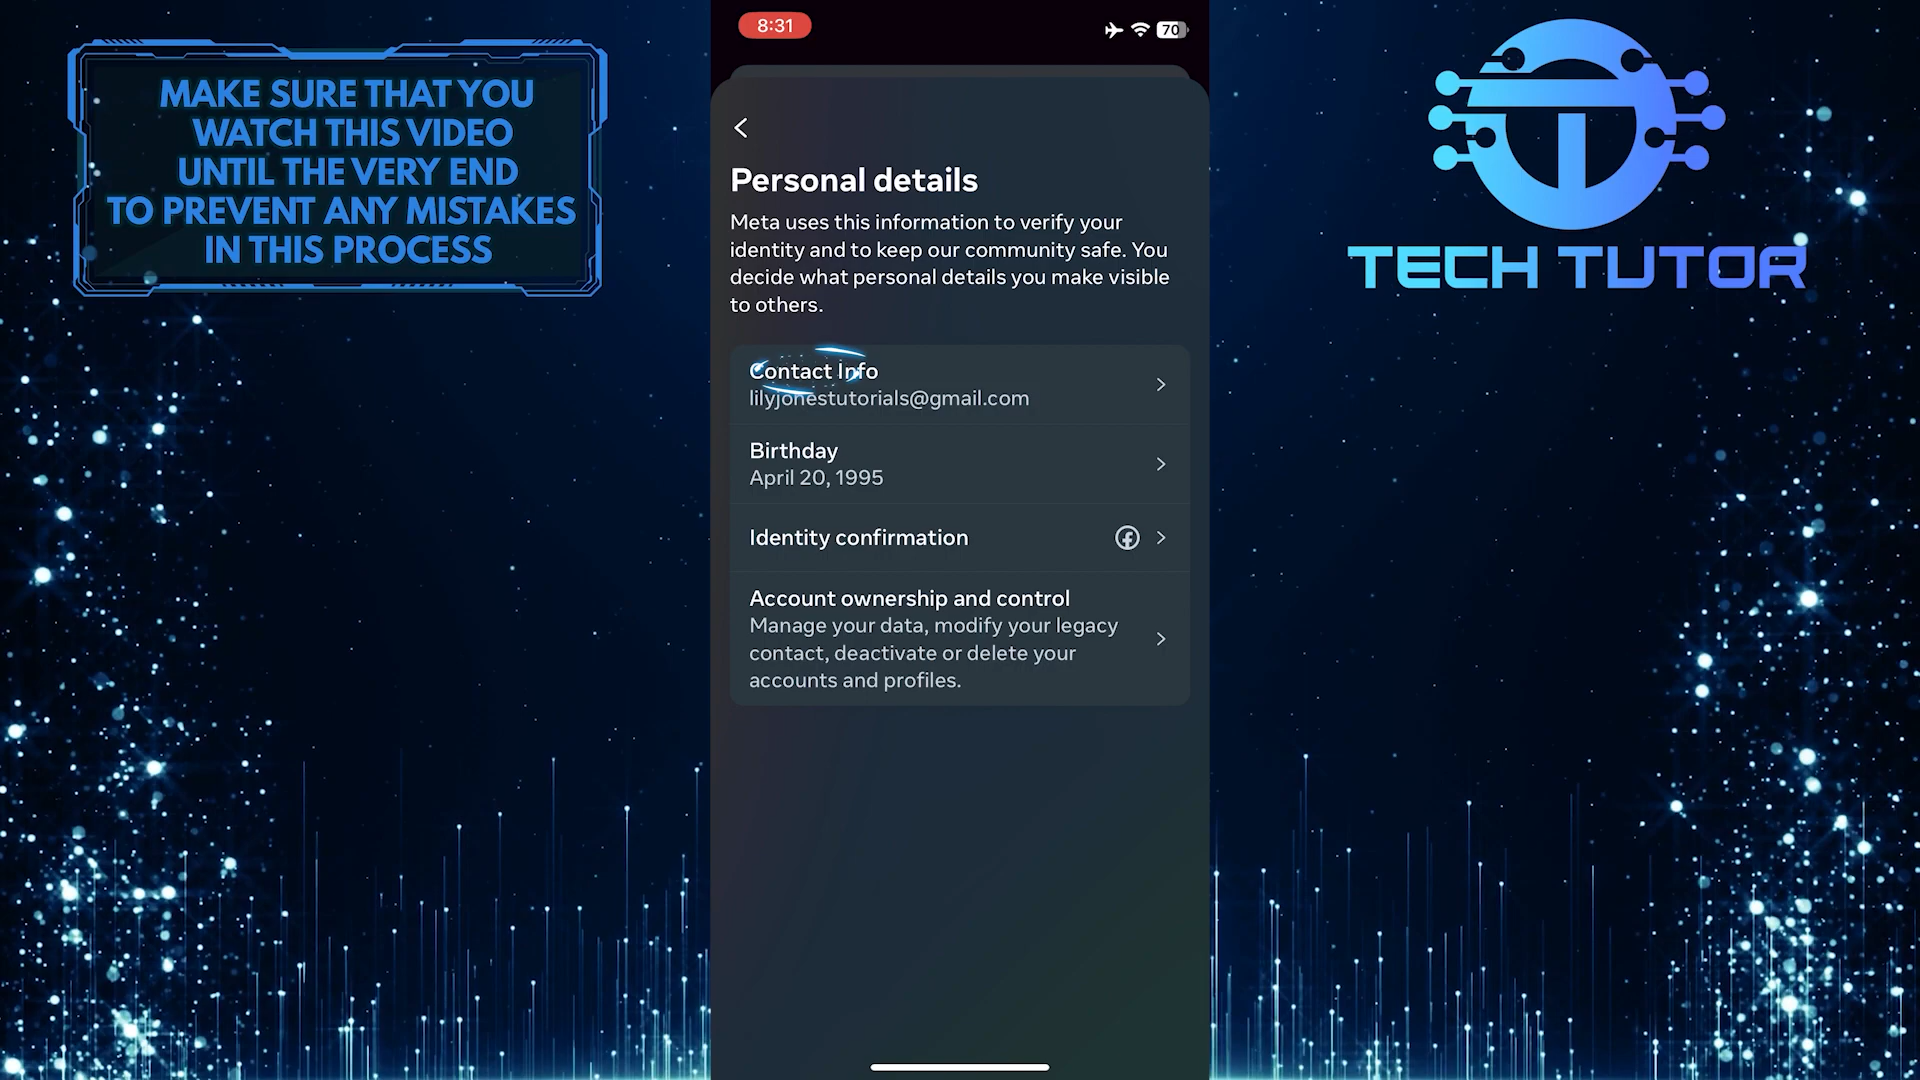 MAKE SURE THAT YOU
WATCH THIS VIDEO
UNTIL THE VERY END
TO PREVENT ANY MISTAKES
IN THIS PROCESS
8:31
70
Personal details
Meta uses this information to verify your
identity and to keep our community safe. You
decide what personal details you make visible
to others.
Contact Info
lilyjonestutorials@gmail.com
Birthday
April 20, 1995
Identity confirmation
Account ownership and control
Manage your data, modify your legacy
contact, deactivate or delete your
accounts and profiles.
TECH TUTOR